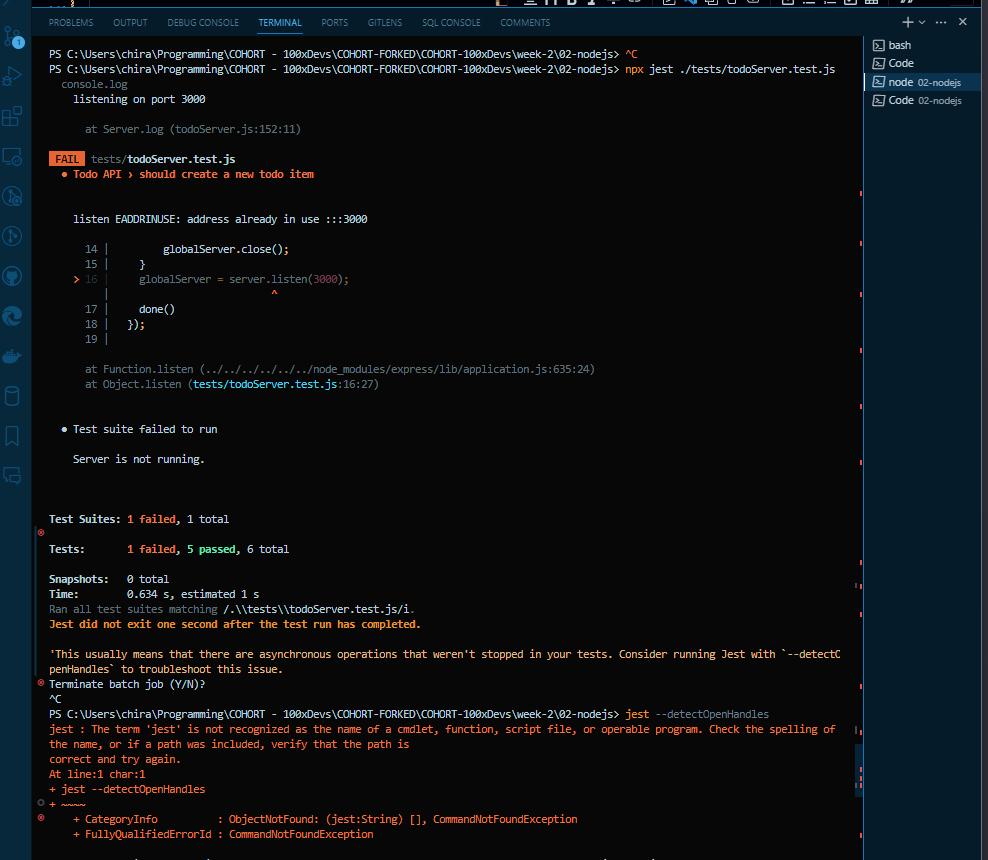 PROBLEMS OUTPUT DEBUG CONSOLE TERMINAL PORTS GITLENS SQL CONSOLE COMMENTS
bash
Code
node 02-nodejs
Code 02-nodejs
1
PS C:\Users\chira\Programming\COHORT - 100xDevs\COHORT-FORKED\COHORT-100xDevs\week-2\02-nodejs> ^C
PS C:\Users\chira\Programming\COHORT - 100xDevs\COHORT-FORKED\COHORT-100xDevs\week-2\02-nodejs> npx jest ./tests/todoServer.test.js
console.log
listening on port 3000
at Server.log (todoServer.js:152:11)
FAIL tests/todoServer.test.js
● Todo API › should create a new todo item
listen EADDRINUSE: address already in use :::3000
14 | globalServer.close();
15 | }
> 16 | globalServer = server.listen(3000);
| ^
17 | done()
18 | });
19 |
at Function.listen (../../../../../../node_modules/express/lib/application.js:635:24)
at Object.listen (tests/todoServer.test.js:16:27)
● Test suite failed to run
Server is not running.
Test Suites: 1 failed, 1 total
Tests: 1 failed, 5 passed, 6 total
Snapshots: 0 total
Time: 0.634 s, estimated 1 s
Ran all test suites matching /.\\tests\\todoServer.test.js/i.
Jest did not exit one second after the test run has completed.
'This usually means that there are asynchronous operations that weren't stopped in your tests. Consider running Jest with `--detectO
penHandles` to troubleshoot this issue.
Terminate batch job (Y/N)?
^C
PS C:\Users\chira\Programming\COHORT - 100xDevs\COHORT-FORKED\COHORT-100xDevs\week-2\02-nodejs> jest --detectOpenHandles
jest : The term 'jest' is not recognized as the name of a cmdlet, function, script file, or operable program. Check the spelling of
the name, or if a path was included, verify that the path is
correct and try again.
At line:1 char:1
+ jest --detectOpenHandles
+ ~~~~
+ CategoryInfo : ObjectNotFound: (jest:String) [], CommandNotFoundException
+ FullyQualifiedErrorId : CommandNotFoundException